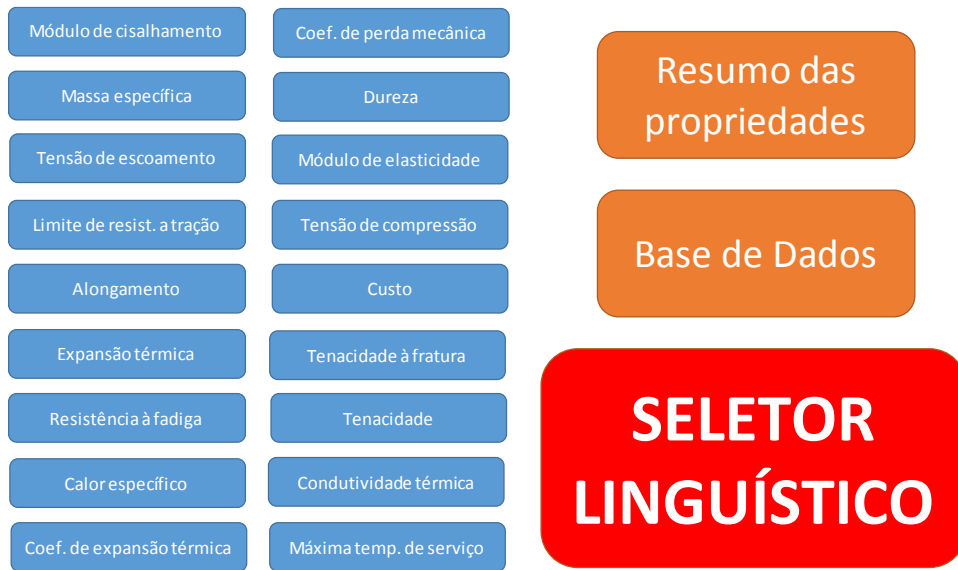 Módulo de cisalhamento
Massa específica
Tensão de escoamento
Limite de resist. a tração
Alongamento
Expansão térmica
Resistência à fadiga
Calor específico
Coef. de expansão térmica
Coef. de perda mecânica
Dureza
Módulo de elasticidade
Tensão de compressão
Custo
Tenacidade à fratura
Tenacidade
Condutividade térmica
Máxima temp. de serviço
Resumo das
propriedades
Base de Dados
SELETOR
LINGUÍSTICO